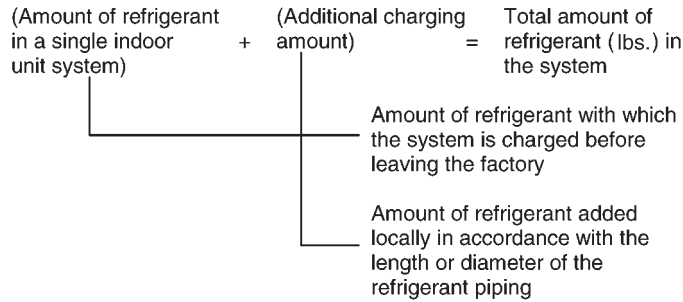 (Amount of refrigerant
in a single indoor
unit system)
+
(Additional charging
amount)
=
Total amount of
refrigerant (lbs.) in
the system
Amount of refrigerant with which
the system is charged before
leaving the factory
Amount of refrigerant added
locally in accordance with the
length or diameter of the
refrigerant piping